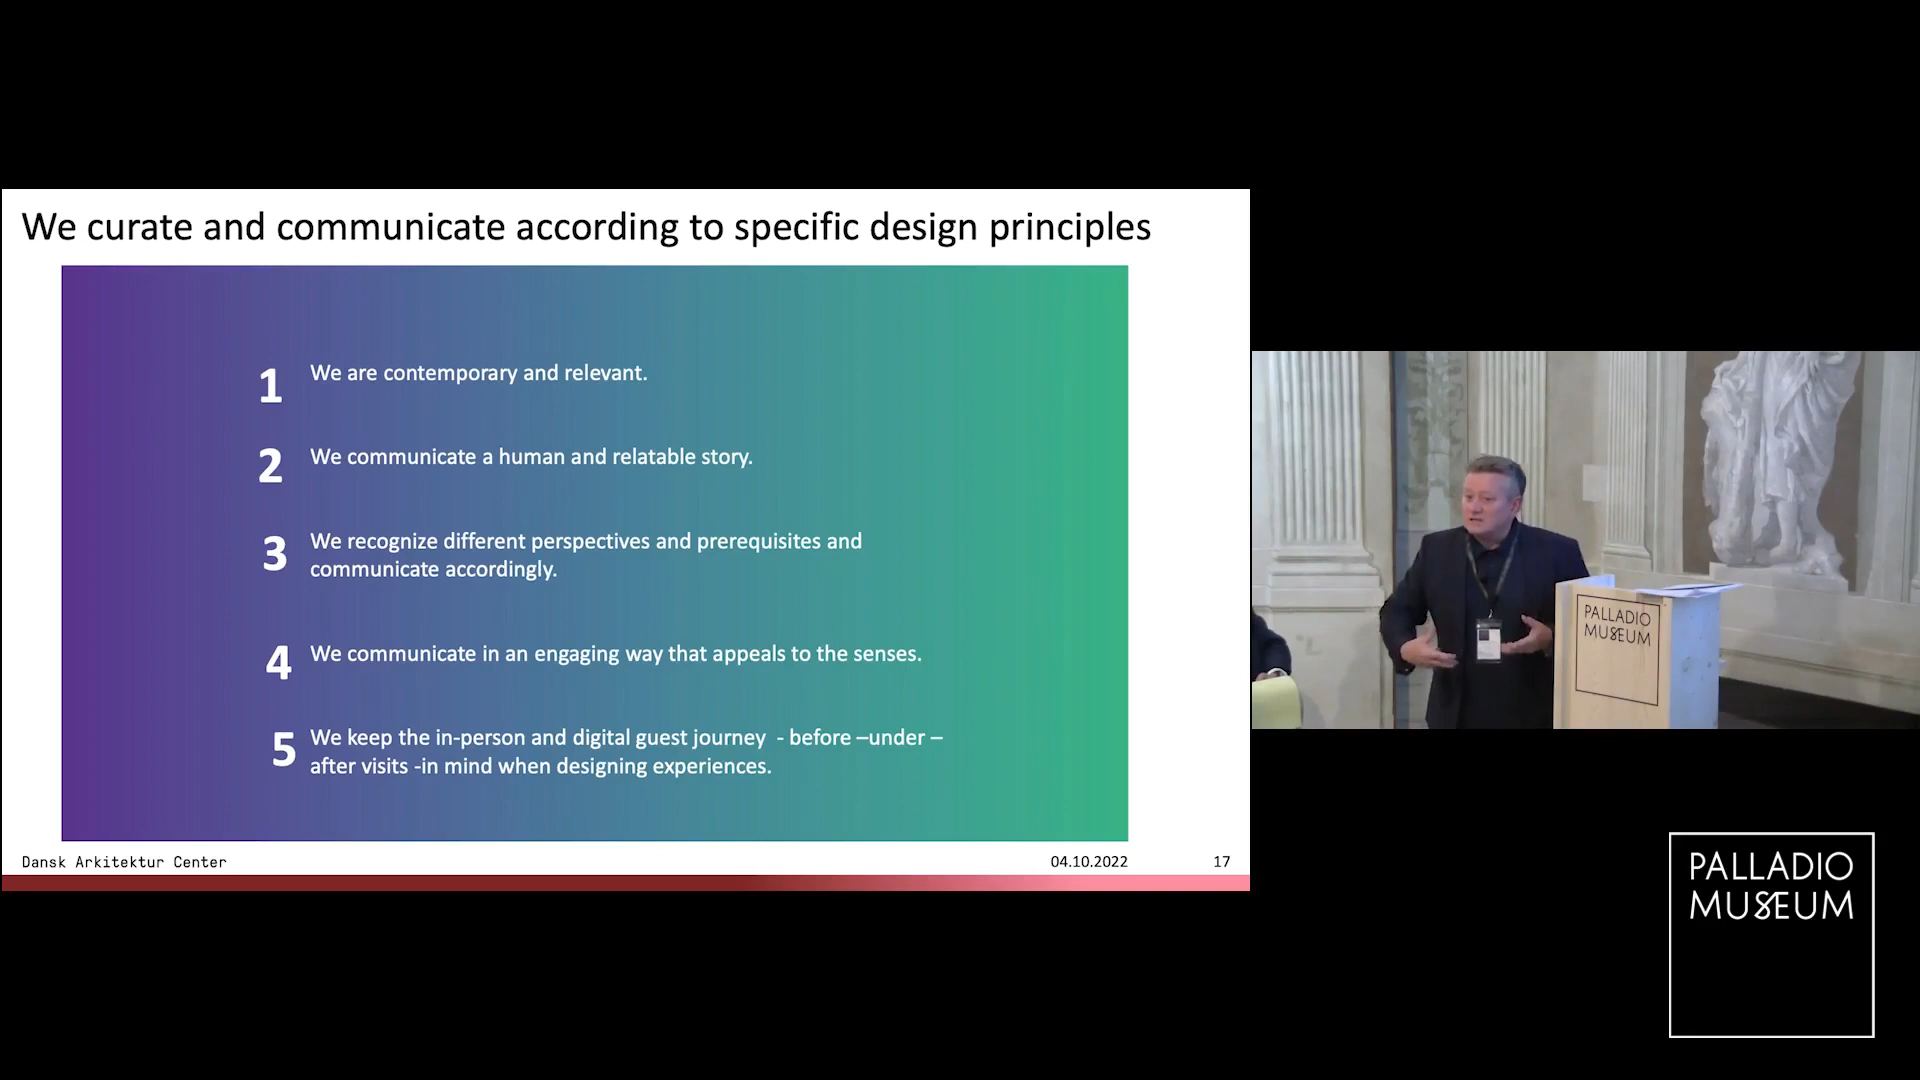 We curate and communicate according to specific design principles
1 We are contemporary and relevant.
2 We communicate a human and relatable story.
3 We recognize different perspectives and prerequisites and
communicate accordingly.
4 We communicate in an engaging way that appeals to the senses.
5 We keep the in-person and digital guest journey - before –under –
after visits -in mind when designing experiences.
Dansk Arkitektur Center 04.10.2022 17
PALLADIO
MUSEUM
PALLADIO
MUSEUM